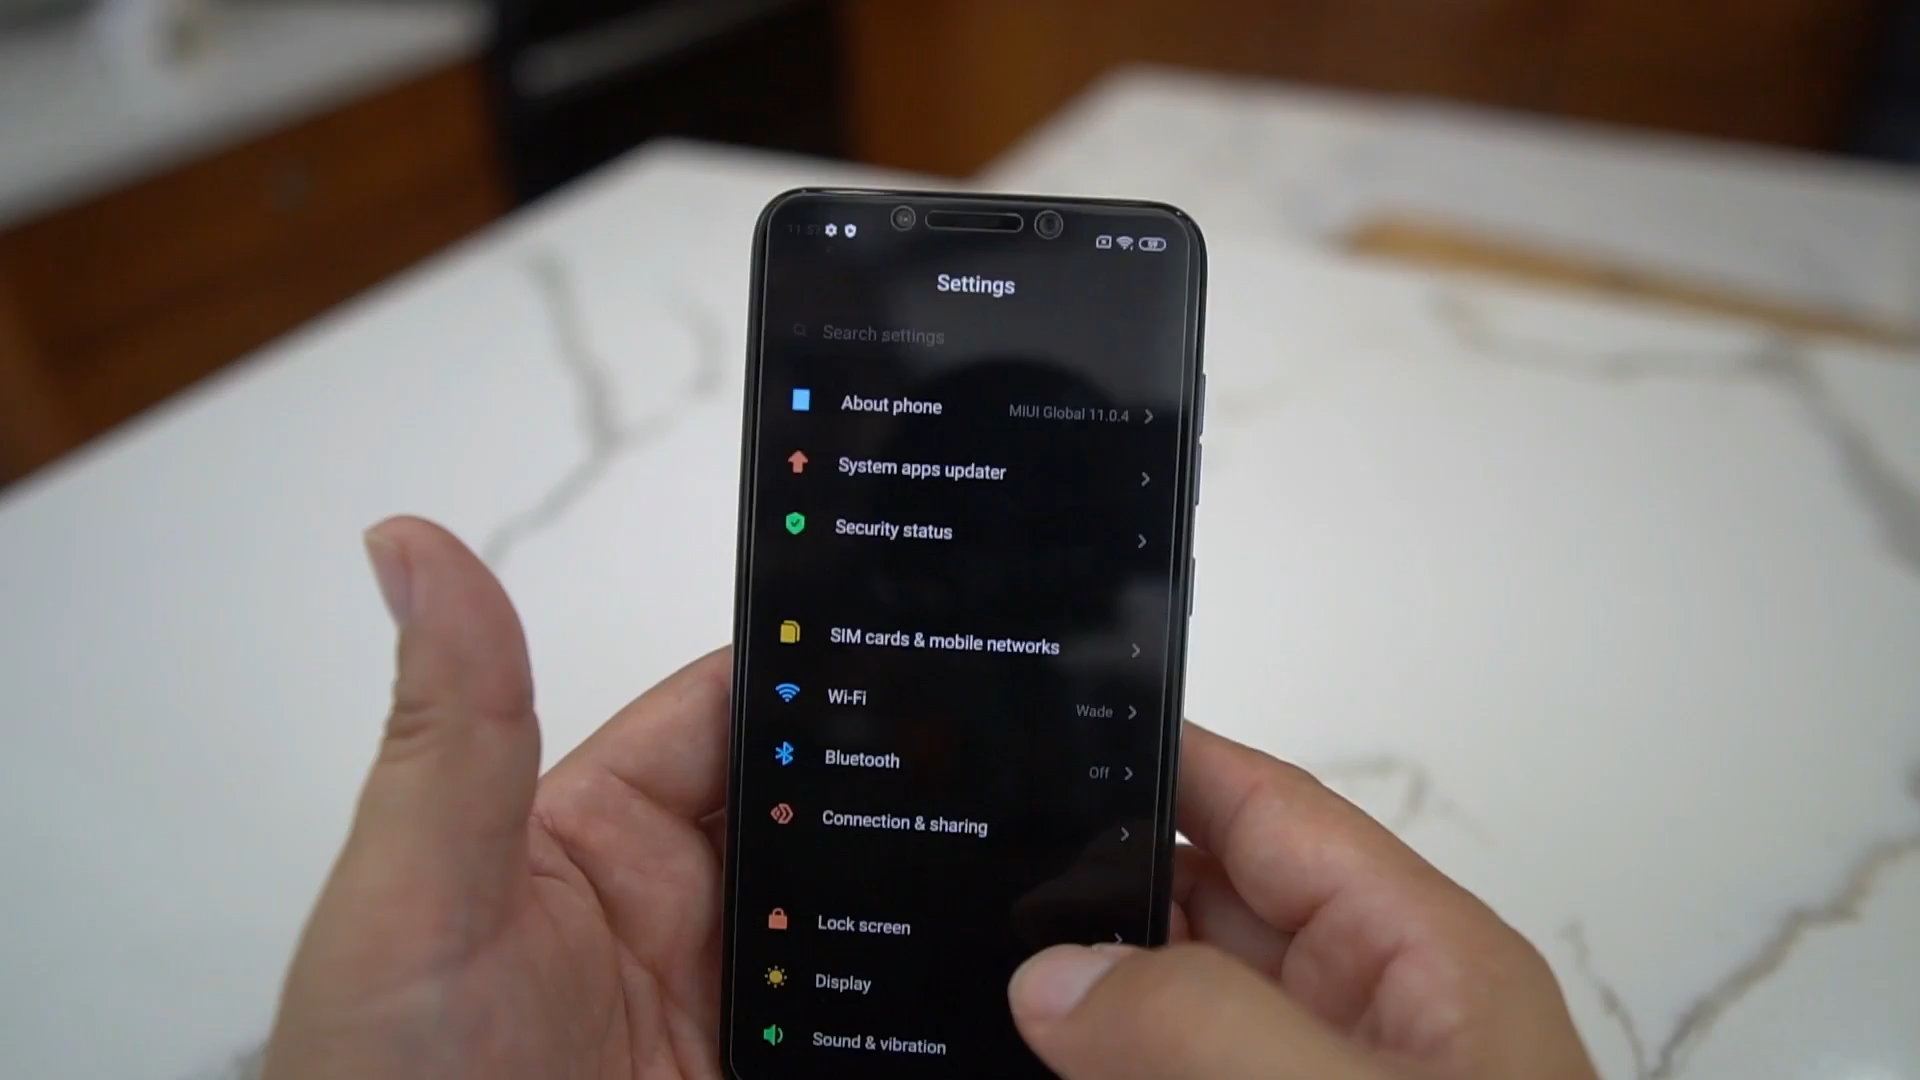 Settings
Search settings
About phone MIUI Global 11.0.4
System apps updater
Security status
SIM cards & mobile networks
Wi-Fi Wade
Bluetooth Off
Connection & sharing
Lock screen
Display
Sound & vibration